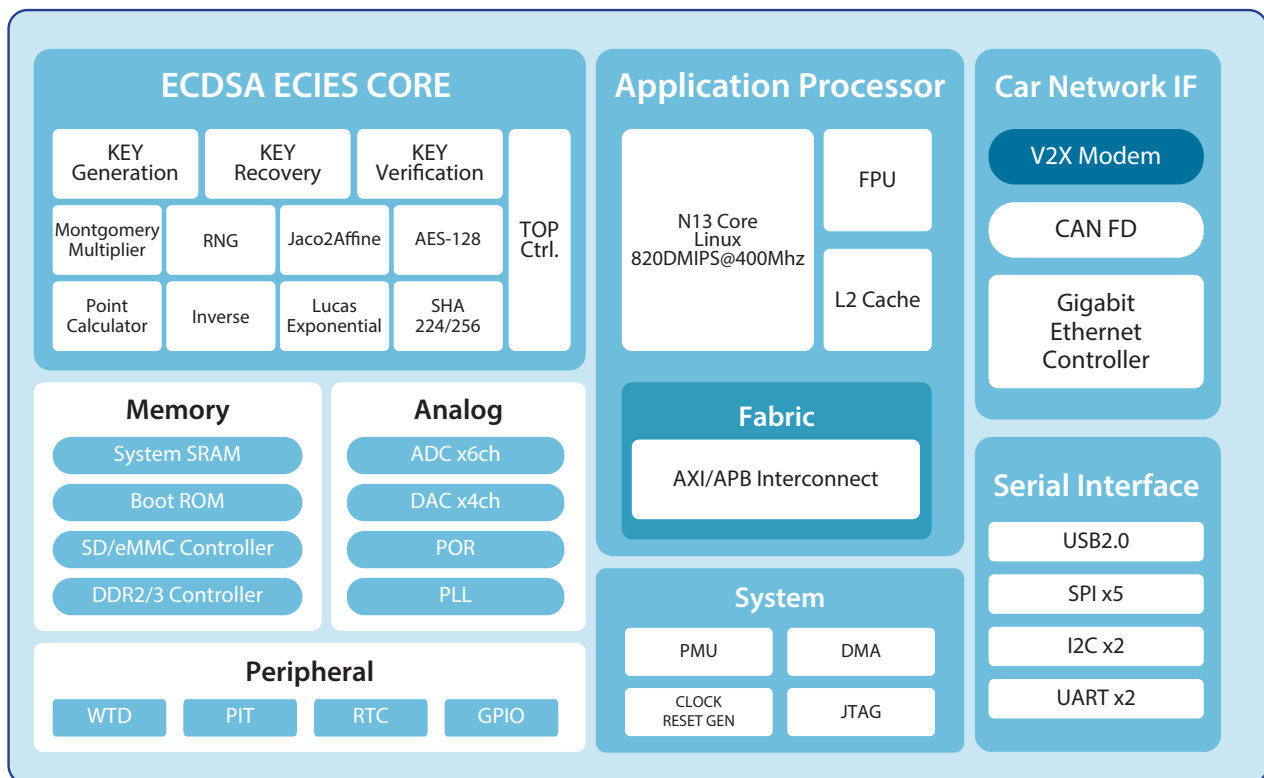 ECDSA ECIES CORE
KEY
Generation
KEY
Recovery
KEY
Verification
TOP
Ctrl.
Montgomery
Multiplier
RNG
Jaco2Affine
AES-128
Point
Calculator
Inverse
Lucas
Exponential
SHA
224/256
Memory
System SRAM
Boot ROM
SD/eMMC Controller
DDR2/3 Controller
Analog
ADC x6ch
DAC x4ch
POR
PLL
Peripheral
WTD
PIT
RTC
GPIO
Application Processor
N13 Core
Linux
820DMIPS@400Mhz
FPU
L2 Cache
Fabric
AXI/APB Interconnect
System
PMU
DMA
CLOCK
RESET GEN
JTAG
Car Network IF
V2X Modem
CAN FD
Gigabit
Ethernet
Controller
Serial Interface
USB2.0
SPI x5
I2C x2
UART x2